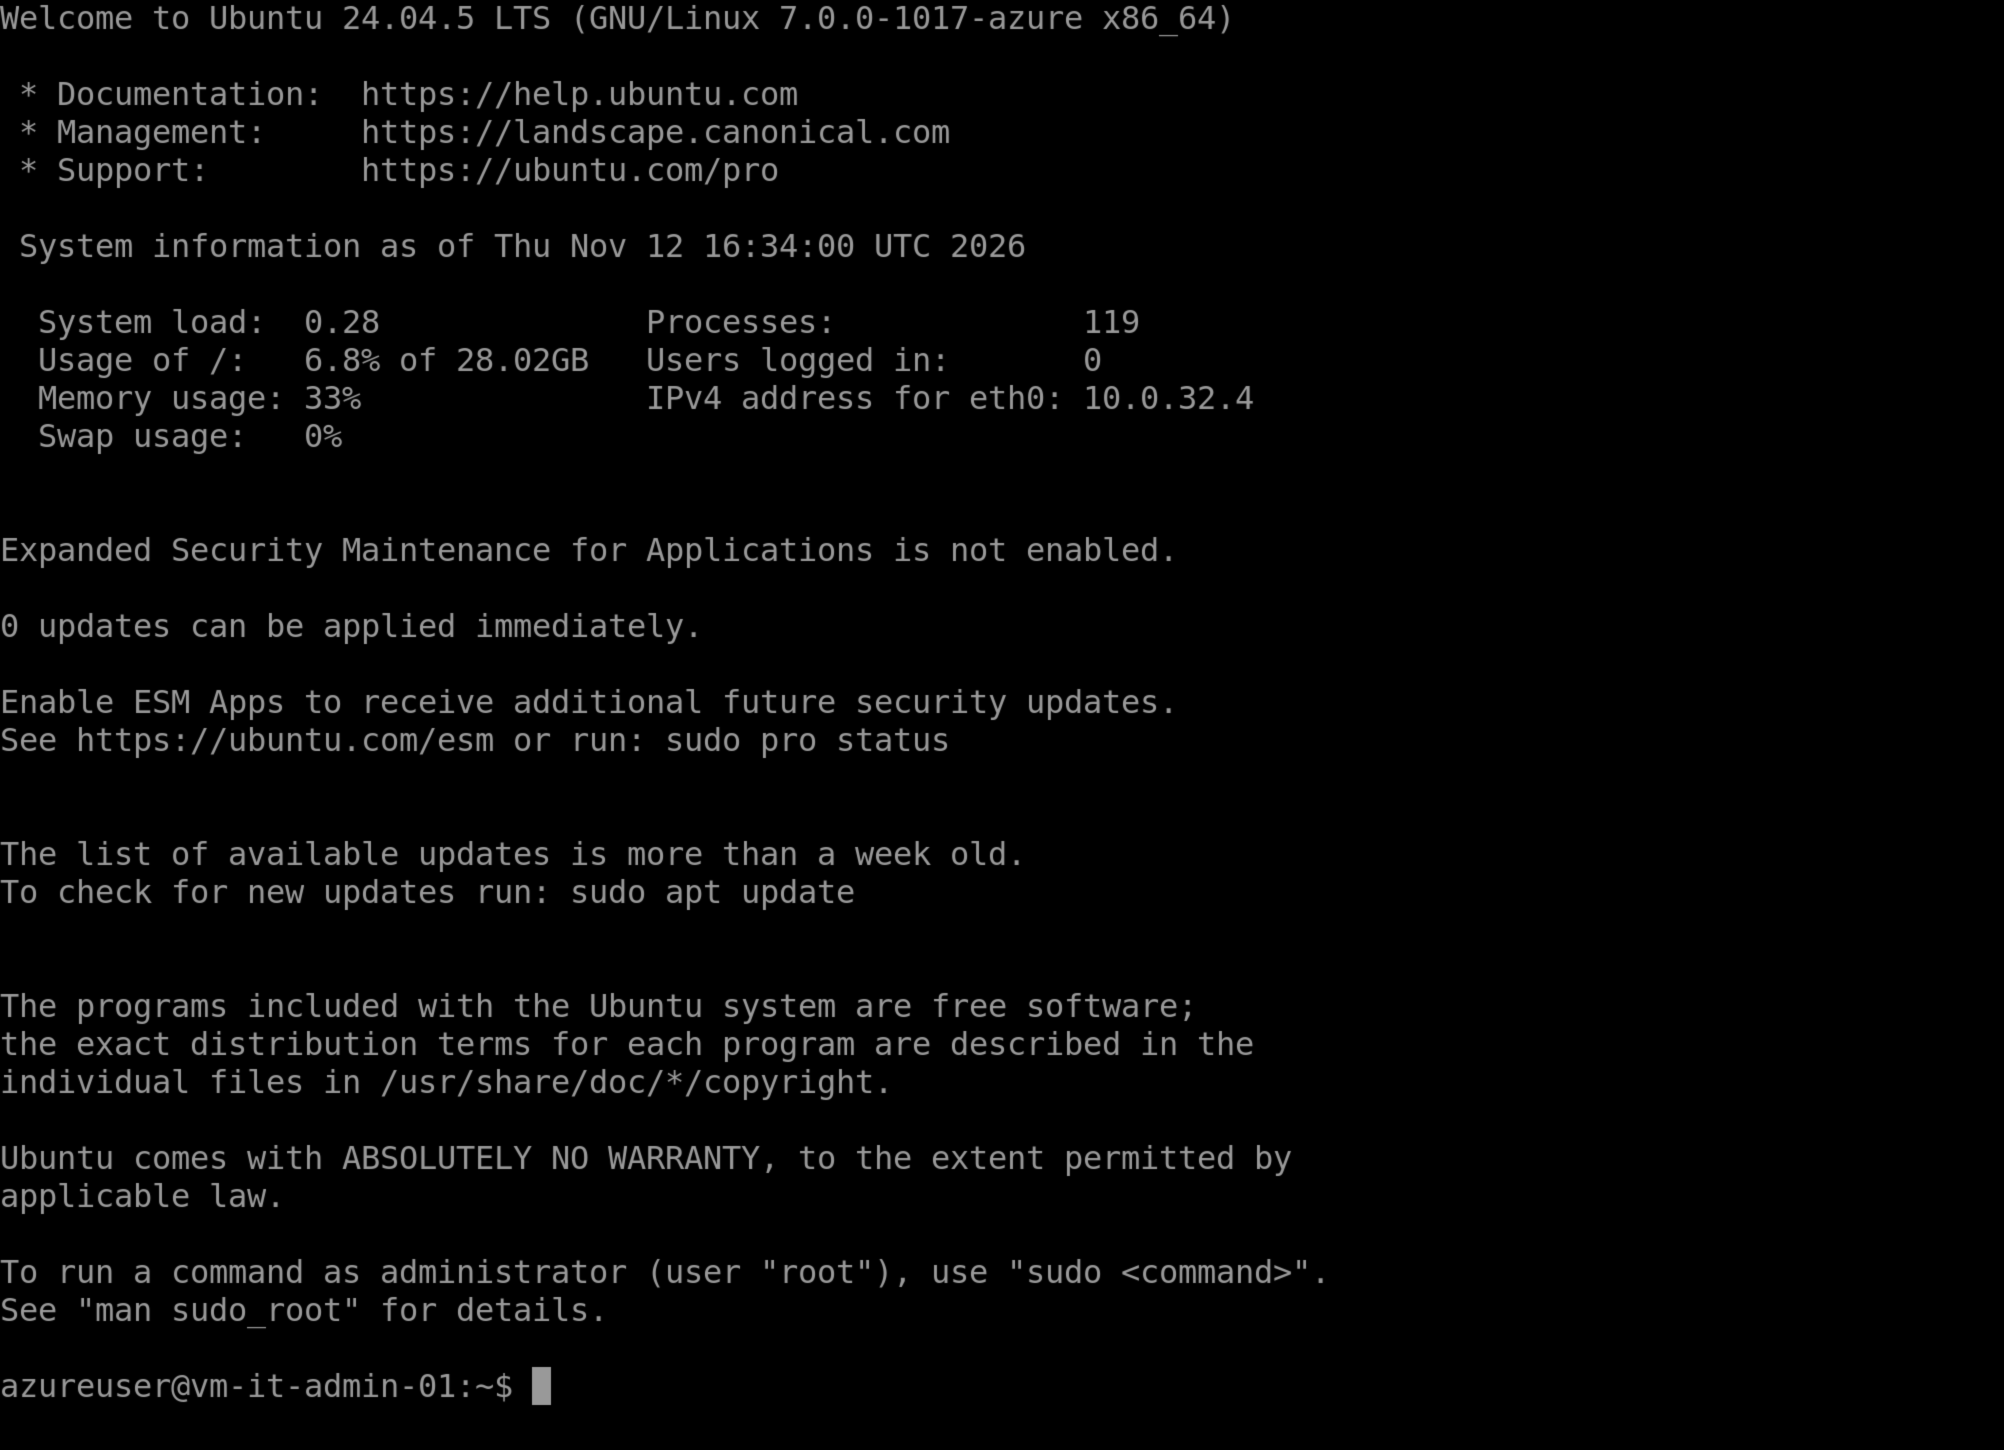 Welcome to Ubuntu 24.04.5 LTS (GNU/Linux 7.0.0-1017-azure x86_64)

 * Documentation:  https://help.ubuntu.com
 * Management:     https://landscape.canonical.com
 * Support:        https://ubuntu.com/pro

 System information as of Thu Nov 12 16:34:00 UTC 2026

  System load:  0.28              Processes:             119
  Usage of /:   6.8% of 28.02GB   Users logged in:       0
  Memory usage: 33%               IPv4 address for eth0: 10.0.32.4
  Swap usage:   0%


Expanded Security Maintenance for Applications is not enabled.

0 updates can be applied immediately.

Enable ESM Apps to receive additional future security updates.
See https://ubuntu.com/esm or run: sudo pro status


The list of available updates is more than a week old.
To check for new updates run: sudo apt update


The programs included with the Ubuntu system are free software;
the exact distribution terms for each program are described in the
individual files in /usr/share/doc/*/copyright.

Ubuntu comes with ABSOLUTELY NO WARRANTY, to the extent permitted by
applicable law.

To run a command as administrator (user "root"), use "sudo <command>".
See "man sudo_root" for details.

azureuser@vm-it-admin-01:~$